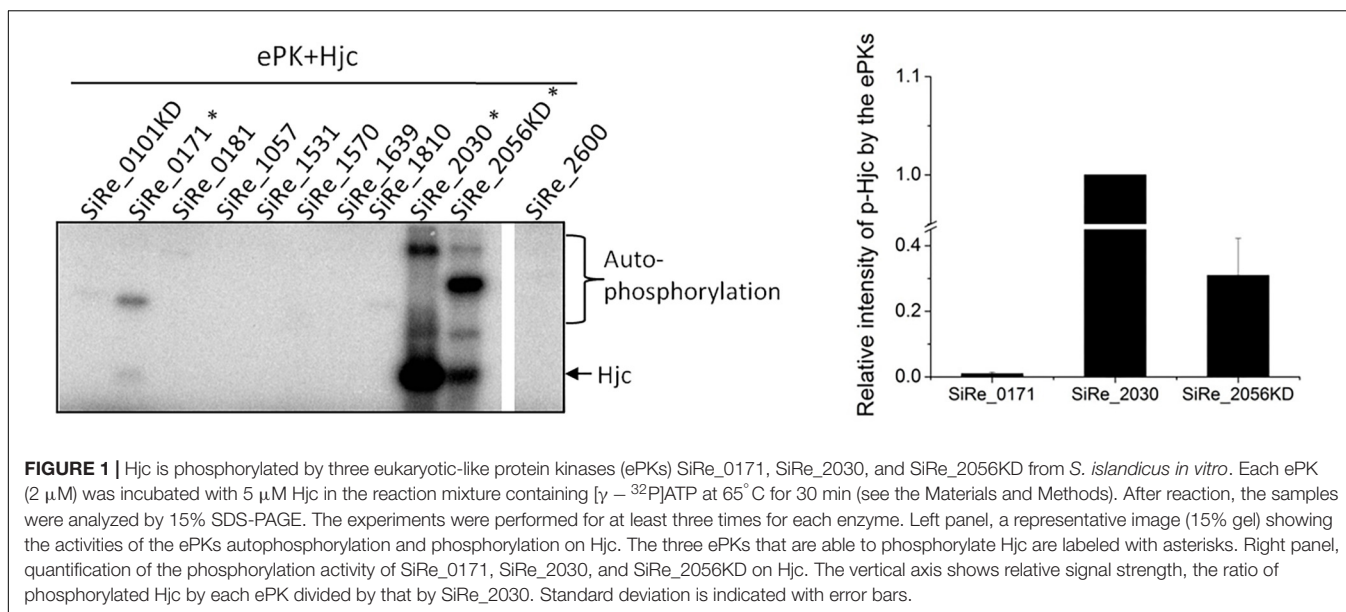 ePK+Hjc
SiRe_0101KD
SiRe_0171 *
SiRe_0181
SiRe_1057
SiRe_1531
SiRe_1570
SiRe_1639
SiRe_1810
SiRe_2030 *
SiRe_2056KD *
SiRe_2600
Auto-
phosphorylation
Hjc
Relative intensity of p-Hjc by the ePKs
1.1
1.0
0.4
0.2
0.0
SiRe_0171
SiRe_2030
SiRe_2056KD
FIGURE 1 | Hjc is phosphorylated by three eukaryotic-like protein kinases (ePKs) SiRe_0171, SiRe_2030, and SiRe_2056KD from S. islandicus in vitro. Each ePK
(2 μM) was incubated with 5 μM Hjc in the reaction mixture containing [γ − ³²P]ATP at 65°C for 30 min (see the Materials and Methods). After reaction, the samples
were analyzed by 15% SDS-PAGE. The experiments were performed for at least three times for each enzyme. Left panel, a representative image (15% gel) showing
the activities of the ePKs autophosphorylation and phosphorylation on Hjc. The three ePKs that are able to phosphorylate Hjc are labeled with asterisks. Right panel,
quantification of the phosphorylation activity of SiRe_0171, SiRe_2030, and SiRe_2056KD on Hjc. The vertical axis shows relative signal strength, the ratio of
phosphorylated Hjc by each ePK divided by that by SiRe_2030. Standard deviation is indicated with error bars.